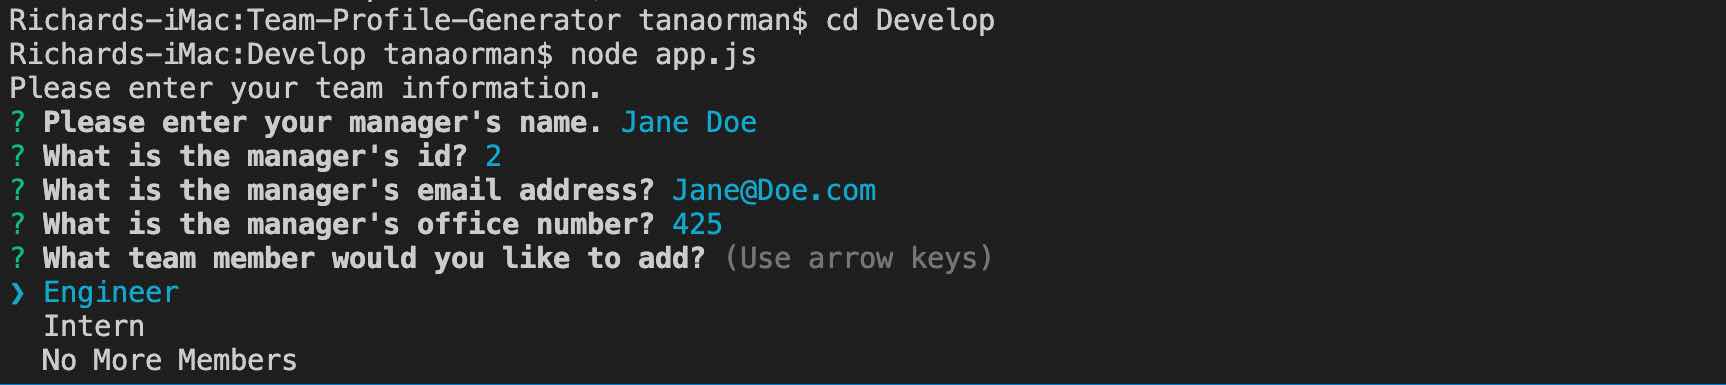 Richards-iMac:Team-Profile-Generator tanaorman$ cd Develop
Richards-iMac:Develop tanaorman$ node app.js
Please enter your team information.
? Please enter your manager's name. Jane Doe
? What is the manager's id? 2
? What is the manager's email address? Jane@Doe.com
? What is the manager's office number? 425
? What team member would you like to add? (Use arrow keys)
❯ Engineer
  Intern
  No More Members